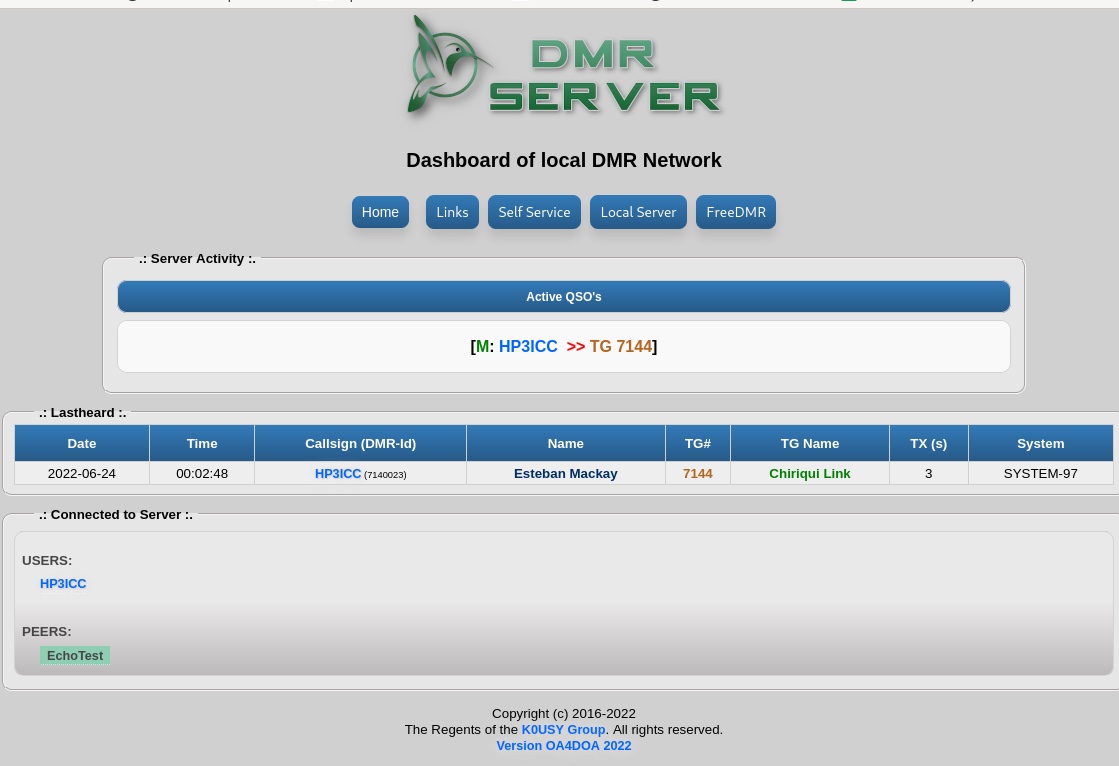 DMR
SERVER
Dashboard of local DMR Network
Home Links Self Service Local Server FreeDMR
.: Server Activity :.
Active QSO's
[M: HP3ICC >> TG 7144]
.: Lastheard :.
Date Time Callsign (DMR-Id) Name TG# TG Name TX (s) System
2022-06-24 00:02:48 HP3ICC (7140023) Esteban Mackay 7144 Chiriqui Link 3 SYSTEM-97
.: Connected to Server :.
USERS:
HP3ICC
PEERS:
EchoTest
Copyright (c) 2016-2022
The Regents of the K0USY Group. All rights reserved.
Version OA4DOA 2022